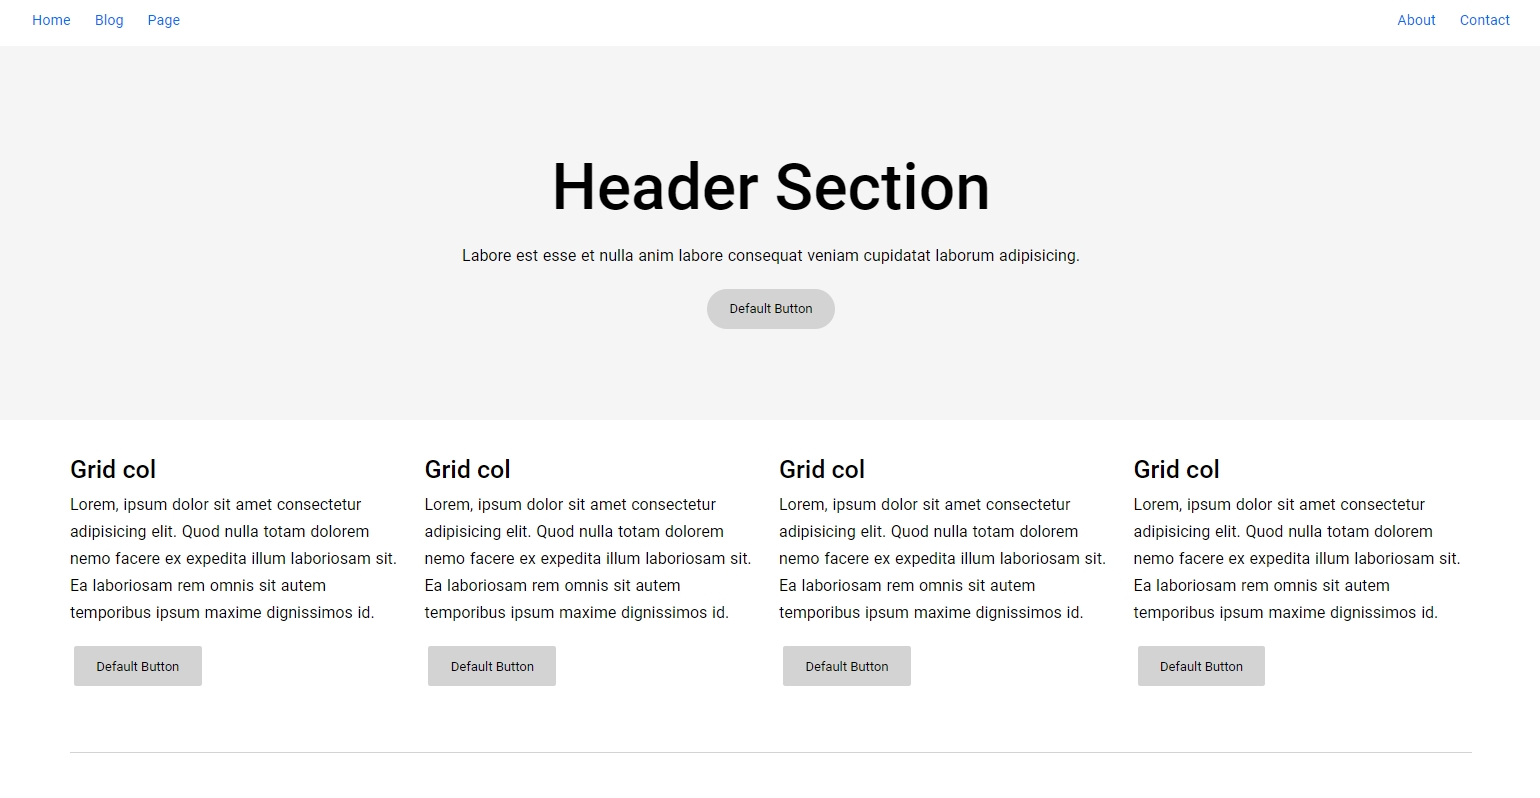 Home Blog Page About Contact
Header Section
Labore est esse et nulla anim labore consequat veniam cupidatat laborum adipisicing.
Default Button
Grid col
Lorem, ipsum dolor sit amet consectetur
adipisicing elit. Quod nulla totam dolorem
nemo facere ex expedita illum laboriosam sit.
Ea laboriosam rem omnis sit autem
temporibus ipsum maxime dignissimos id.
Default Button
Grid col
Lorem, ipsum dolor sit amet consectetur
adipisicing elit. Quod nulla totam dolorem
nemo facere ex expedita illum laboriosam sit.
Ea laboriosam rem omnis sit autem
temporibus ipsum maxime dignissimos id.
Default Button
Grid col
Lorem, ipsum dolor sit amet consectetur
adipisicing elit. Quod nulla totam dolorem
nemo facere ex expedita illum laboriosam sit.
Ea laboriosam rem omnis sit autem
temporibus ipsum maxime dignissimos id.
Default Button
Grid col
Lorem, ipsum dolor sit amet consectetur
adipisicing elit. Quod nulla totam dolorem
nemo facere ex expedita illum laboriosam sit.
Ea laboriosam rem omnis sit autem
temporibus ipsum maxime dignissimos id.
Default Button